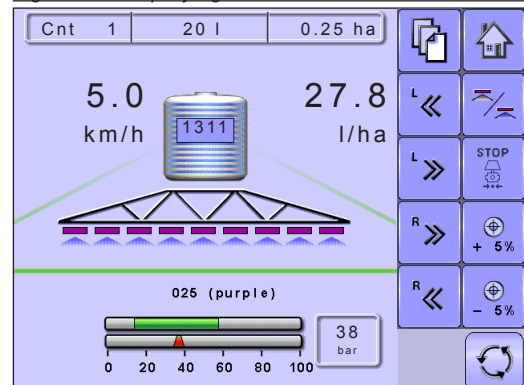 Cnt 1 20 l 0.25 ha
5.0 27.8
km/h 1311 l/ha
L
STOP
L
R + 5%
R - 5%
025 (purple)
38
bar
0 20 40 60 80 100